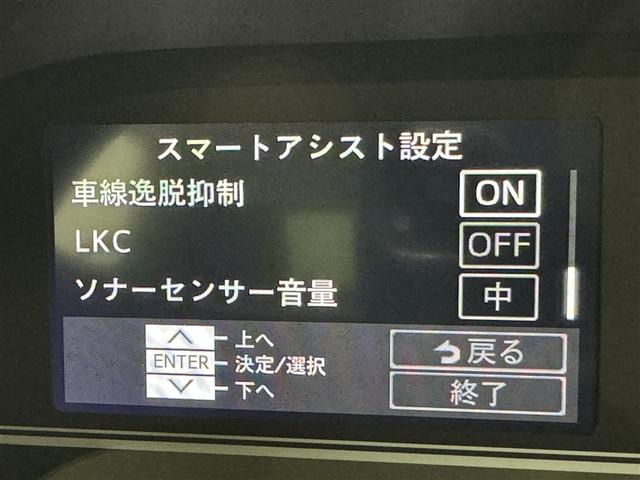 スマートアシスト設定
車線逸脱抑制 ON
LKC OFF
ソナーセンサー音量 中
上へ
ENTER 決定/選択
下へ
戻る
終了